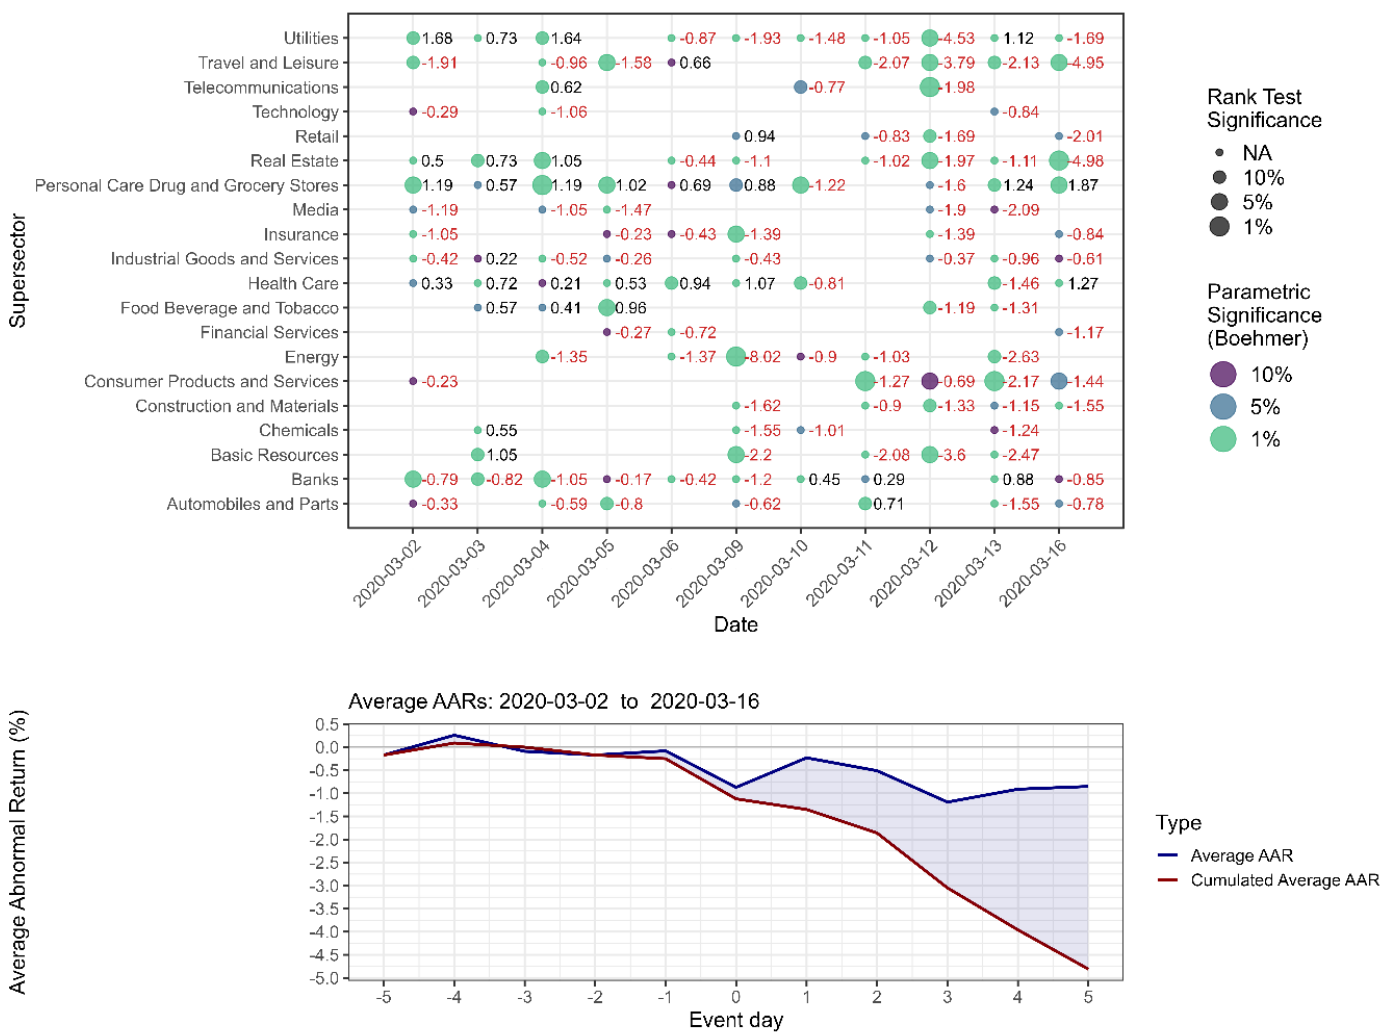 Supersector
Utilities 1.68 0.73 1.64 -0.87 -1.93 -1.48 -1.05 -4.53 1.12 -1.69
Travel and Leisure -1.91 -0.96 -1.58 0.66 -2.07 -3.79 -2.13 -4.95
Telecommunications 0.62 -0.77 -1.98
Technology -0.29 -1.06 -0.84
Retail 0.94 -0.83 -1.69 -2.01
Real Estate 0.5 0.73 1.05 -0.44 -1.1 -1.02 -1.97 -1.11 -4.98
Personal Care Drug and Grocery Stores 1.19 0.57 1.19 1.02 0.69 0.88 -1.22 -1.6 1.24 1.87
Media -1.19 -1.05 -1.47 -1.9 -2.09
Insurance -1.05 -0.23 -0.43 -1.39 -1.39 -0.84
Industrial Goods and Services -0.42 0.22 -0.52 -0.26 -0.43 -0.37 -0.96 -0.61
Health Care 0.33 0.72 0.21 0.53 0.94 1.07 -0.81 -1.46 1.27
Food Beverage and Tobacco 0.57 0.41 0.96 -1.19 -1.31
Financial Services -0.27 -0.72 -1.17
Energy -1.35 -1.37 -8.02 -0.9 -1.03 -2.63
Consumer Products and Services -0.23 -1.27 -0.69 -2.17 -1.44
Construction and Materials -1.62 -0.9 -1.33 -1.15 -1.55
Chemicals 0.55 -1.55 -1.01 -1.24
Basic Resources 1.05 -2.2 -2.08 -3.6 -2.47
Banks -0.79 -0.82 -1.05 -0.17 -0.42 -1.2 0.45 0.29 0.88 -0.85
Automobiles and Parts -0.33 -0.59 -0.8 -0.62 0.71 -1.55 -0.78
2020-03-02 2020-03-03 2020-03-04 2020-03-05 2020-03-06 2020-03-09 2020-03-10 2020-03-11 2020-03-12 2020-03-13 2020-03-16
Date
Rank Test
Significance
NA
10%
5%
1%
Parametric
Significance
(Boehmer)
10%
5%
1%
Average AARs: 2020-03-02 to 2020-03-16
Average Abnormal Return (%)
0.5
0.0
-0.5
-1.0
-1.5
-2.0
-2.5
-3.0
-3.5
-4.0
-4.5
-5.0
-5 -4 -3 -2 -1 0 1 2 3 4 5
Event day
Type
Average AAR
Cumulated Average AAR